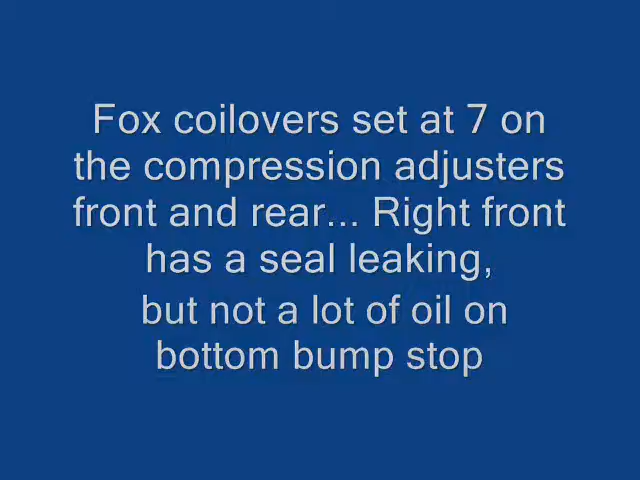 Fox coilovers set at 7 on
the compression adjusters
front and rear... Right front
has a seal leaking,
but not a lot of oil on
bottom bump stop